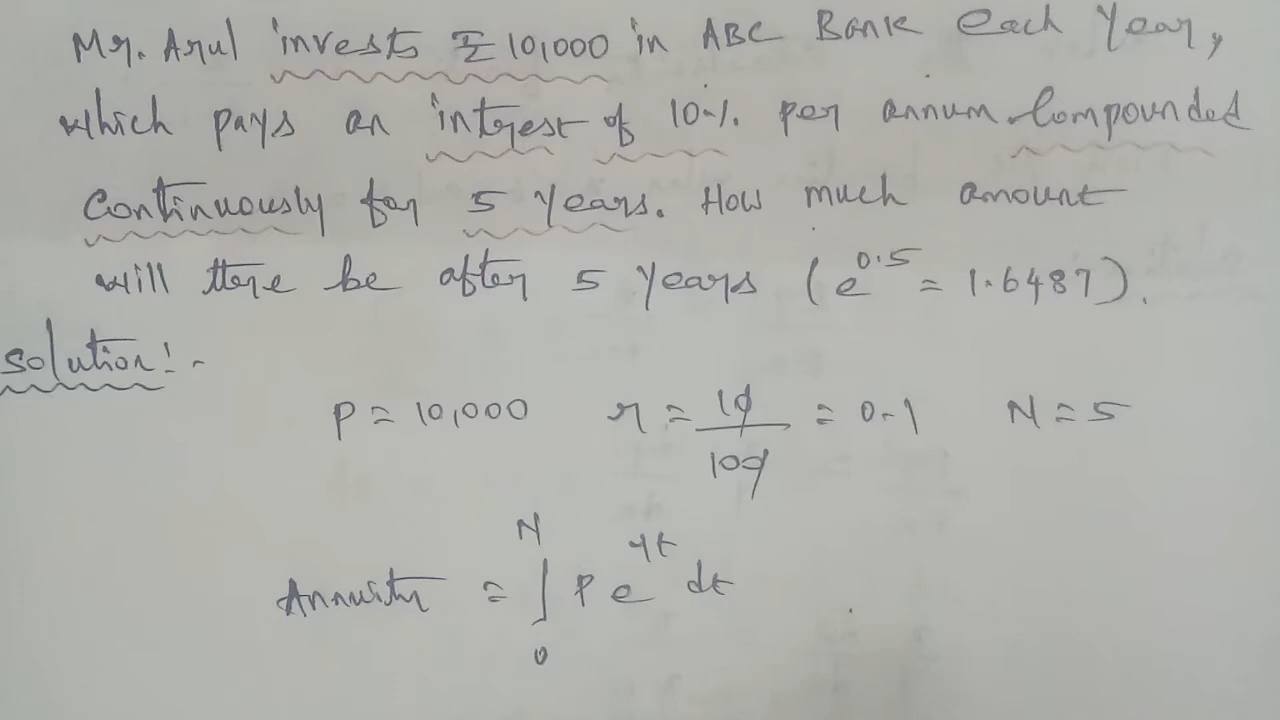 Mr. Arul invests ₹ 10,000 in ABC Bank each Year,
which pays an interest of 10% per annum Compounded
Continuously for 5 Years. How much amount
will there be after 5 years (e^0.5 = 1.6487).
Solution:-
P = 10,000 r = 10/100 = 0.1 N = 5
Annuity = ∫₀ᴺ P e^rt dt